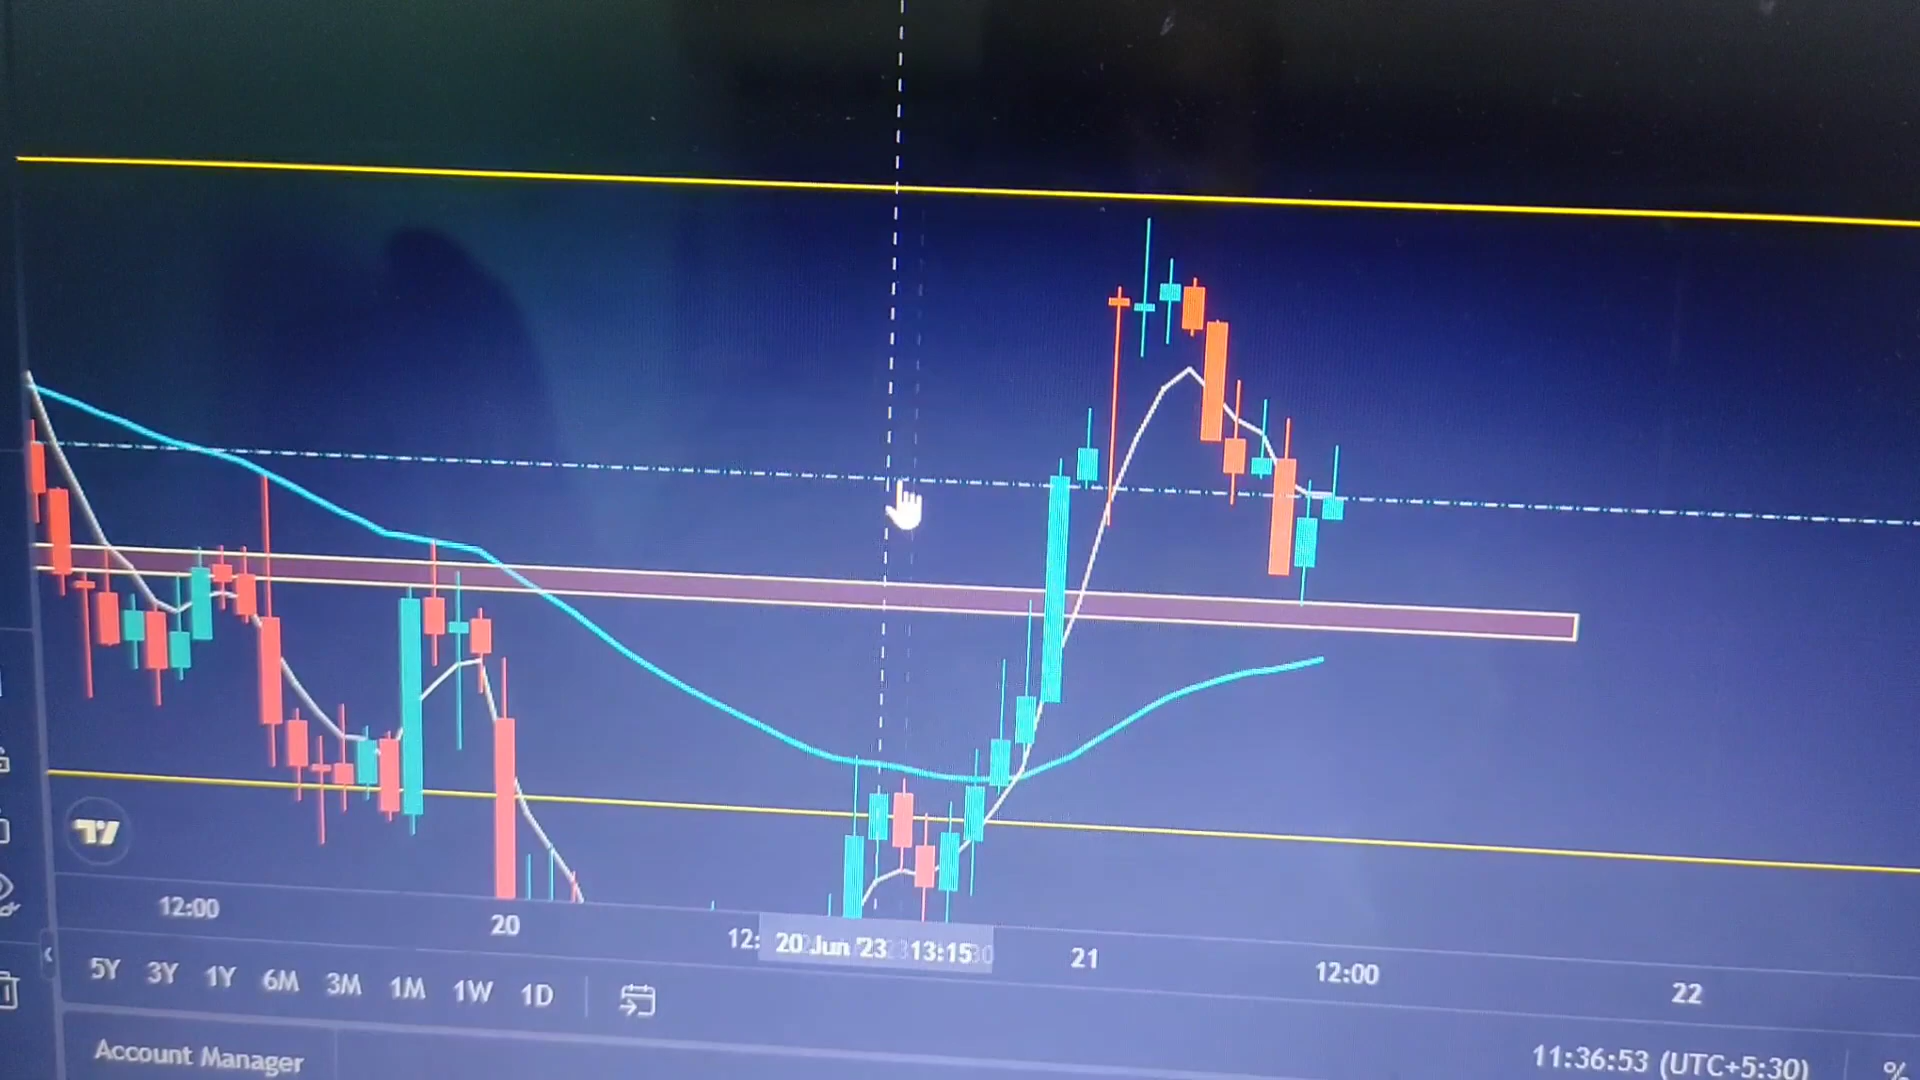 12:00 20 12: 20 Jun '23 13:15 21 12:00 22
5Y 3Y 1Y 6M 3M 1M 1W 1D
Account Manager
11:36:53 (UTC+5:30) %